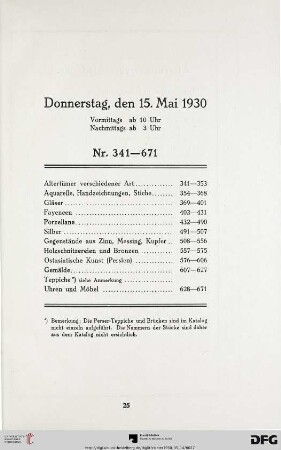 Donnerstag, den 15. Mai 1930
Vormittags ab 10 Uhr
Nachmittags ab 3 Uhr
Nr. 341—671
Altertümer verschiedener Art . . . . . . . . . . . . 341—353
Aquarelle, Handzeichnungen, Stiche . . . . . . . 354—368
Gläser . . . . . . . . . . . . . . . . . . . . . . . . . . . . 369—401
Fayencen . . . . . . . . . . . . . . . . . . . . . . . . . . 403—431
Porzellane . . . . . . . . . . . . . . . . . . . . . . . . . 432—490
Silber . . . . . . . . . . . . . . . . . . . . . . . . . . . . . 491—507
Gegenstände aus Zinn, Messing, Kupfer . . 508—556
Holzschnitzereien und Bronzen . . . . . . . . . . 557—575
Ostasiatische Kunst (Persien) . . . . . . . . . . . . 576—606
Gemälde . . . . . . . . . . . . . . . . . . . . . . . . . . . 607—627
Teppiche *) siehe Anmerkung . . . . . . . . . . . .
Uhren und Möbel . . . . . . . . . . . . . . . . . . . . 628—671
*) Bemerkung: Die Perser-Teppiche und Brücken sind im Katalog
nicht einzeln aufgeführt. Die Nummern der Stücke sind daher
aus dem Katalog nicht ersichtlich.
25
UNIVERSITÄTS-
BIBLIOTHEK
HEIDELBERG
DFG